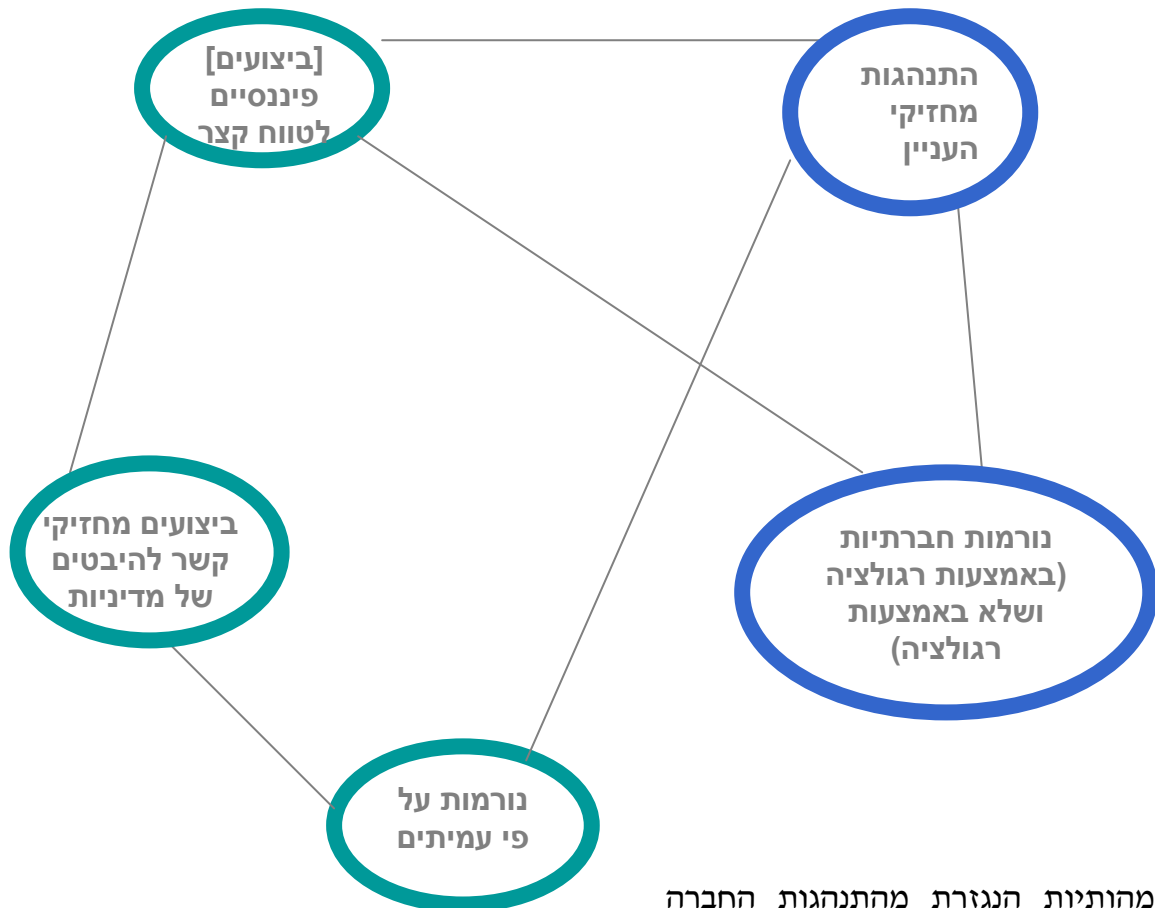 [ביצועים]
פיננסיים
לטווח קצר
התנהגות
מחזיקי
העניין
ביצועים מחזיקי
קשר להיבטים
של מדיניות
נורמות חברתיות
(באמצעות רגולציה
ושלא באמצעות
רגולציה)
נורמות על
פי עמיתים
מהותיות הנגזרת מהתנהגות החברה